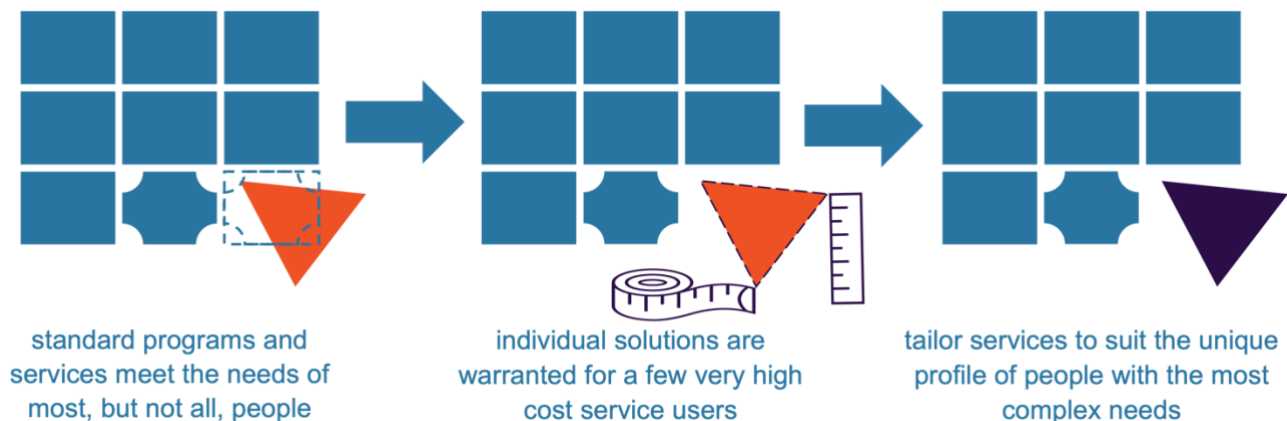 standard programs and
services meet the needs of
most, but not all, people
individual solutions are
warranted for a few very high
cost service users
tailor services to suit the unique
profile of people with the most
complex needs